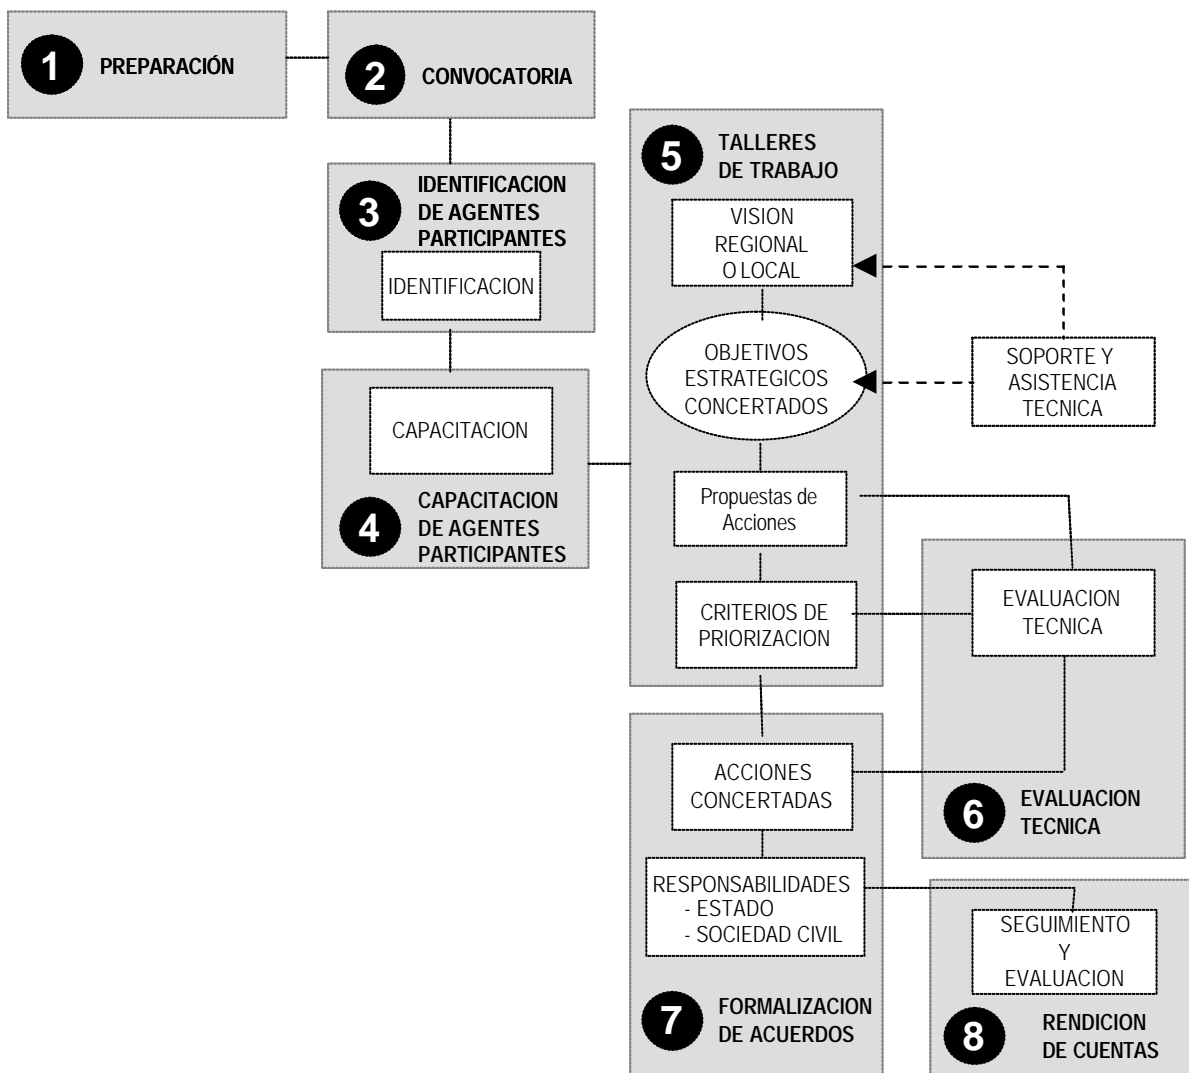 1
PREPARACIÓN
2
CONVOCATORIA
3
IDENTIFICACION
DE AGENTES
PARTICIPANTES
IDENTIFICACION
CAPACITACION
4
CAPACITACION
DE AGENTES
PARTICIPANTES
5
TALLERES
DE TRABAJO
VISION
REGIONAL
O LOCAL
OBJETIVOS
ESTRATEGICOS
CONCERTADOS
SOPORTE Y
ASISTENCIA
TECNICA
Propuestas de
Acciones
CRITERIOS DE
PRIORIZACION
EVALUACION
TECNICA
6
EVALUACION
TECNICA
ACCIONES
CONCERTADAS
RESPONSABILIDADES
- ESTADO
- SOCIEDAD CIVIL
7
FORMALIZACION
DE ACUERDOS
SEGUIMIENTO
Y
EVALUACION
8
RENDICION
DE CUENTAS